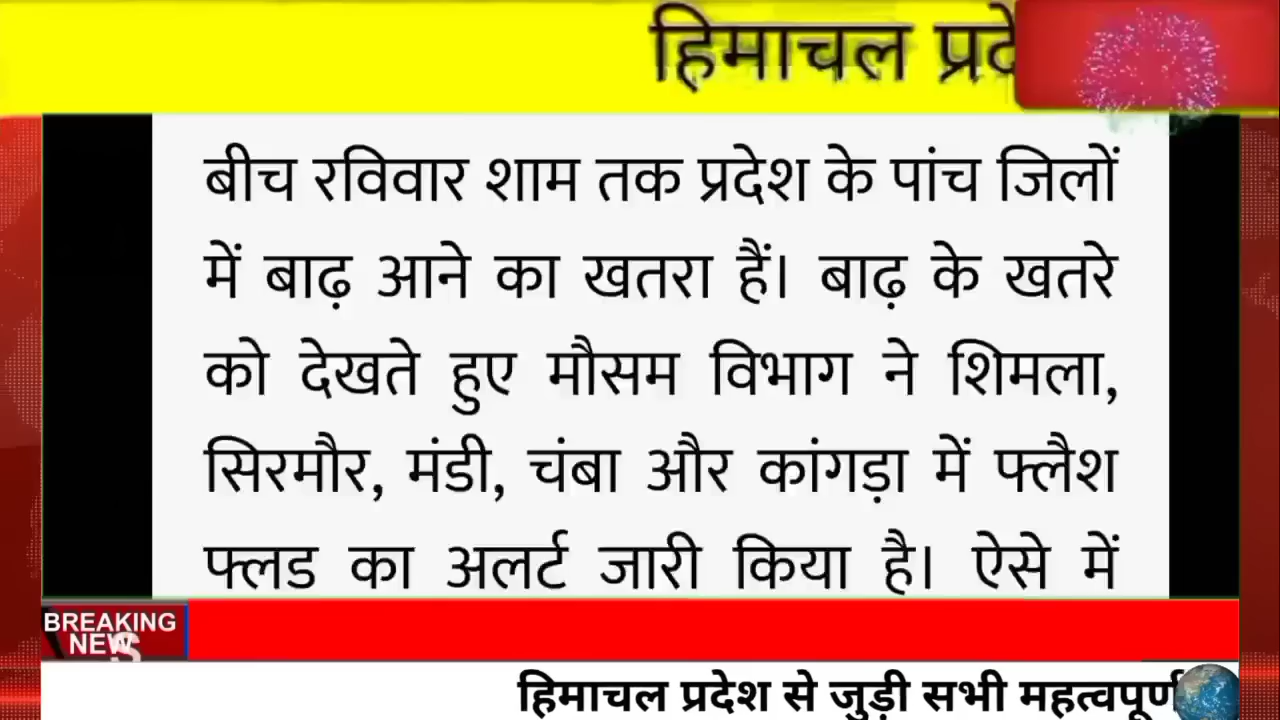 हिमाचल
बीच रविवार शाम तक प्रदेश के पांच जिलों
में बाढ़ आने का खतरा हैं। बाढ़ के खतरे
को देखते हुए मौसम विभाग ने शिमला,
सिरमौर, मंडी, चंबा और कांगड़ा में फ्लैश
फ्लड का अलर्ट जारी किया है। ऐसे में
BREAKING
NEWS
हिमाचल प्रदेश से जुड़ी सभी महत्वपूर्ण